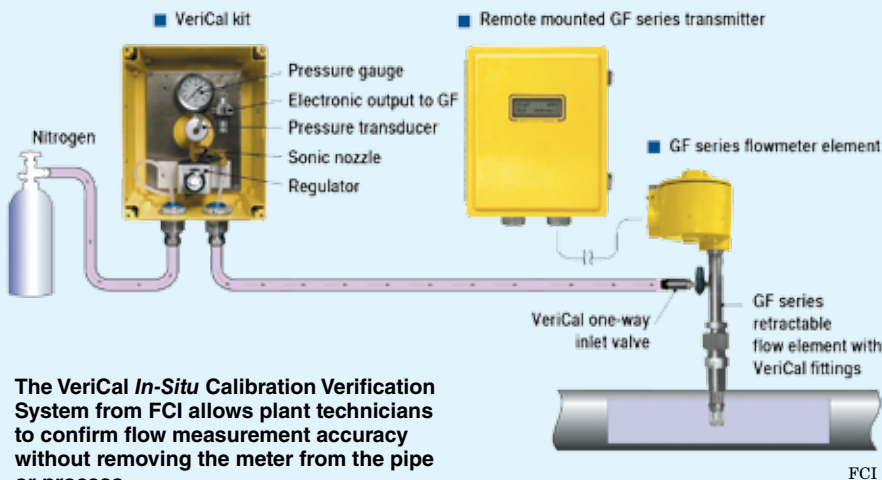 VeriCal kit
Remote mounted GF series transmitter
Pressure gauge
Electronic output to GF
Pressure transducer
Sonic nozzle
Regulator
Nitrogen
GF series flowmeter element
VeriCal one-way
inlet valve
GF series
retractable
flow element with
VeriCal fittings
The VeriCal In-Situ Calibration Verification
System from FCI allows plant technicians
to confirm flow measurement accuracy
without removing the meter from the pipe
or process
FCI